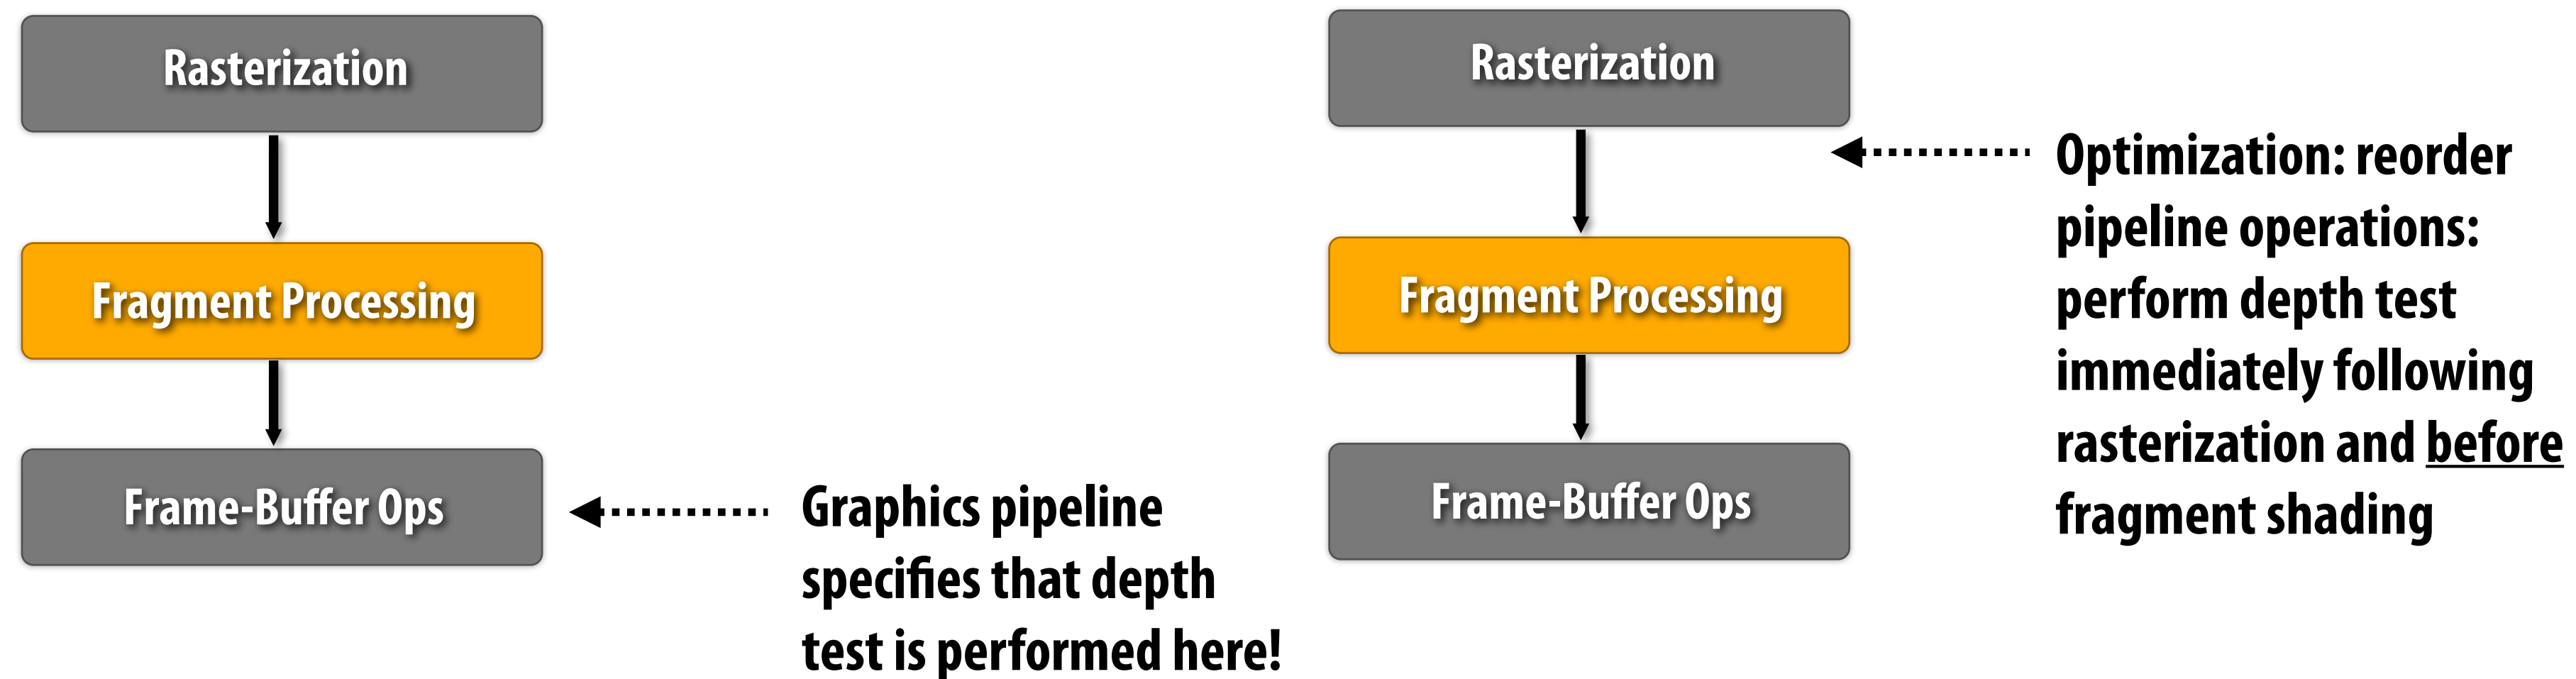 Rasterization
Fragment Processing
Frame-Buffer Ops
Graphics pipeline
specifies that depth
test is performed here!
Rasterization
Fragment Processing
Frame-Buffer Ops
Optimization: reorder
pipeline operations:
perform depth test
immediately following
rasterization and before
fragment shading